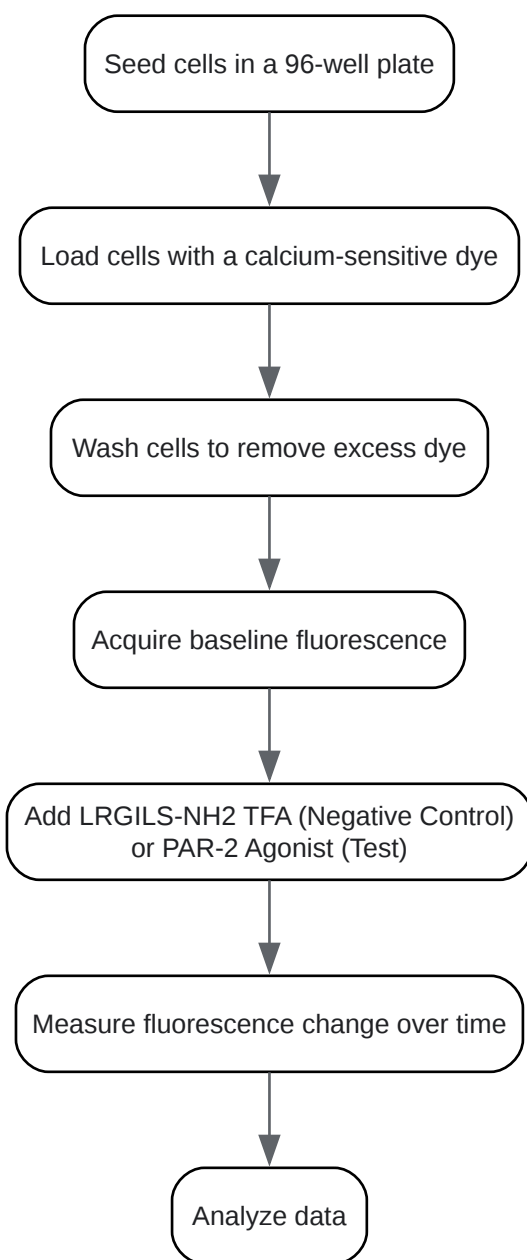 Seed cells in a 96-well plate
Load cells with a calcium-sensitive dye
Wash cells to remove excess dye
Acquire baseline fluorescence
Add LRGILS-NH2 TFA (Negative Control)
or PAR-2 Agonist (Test)
Measure fluorescence change over time
Analyze data